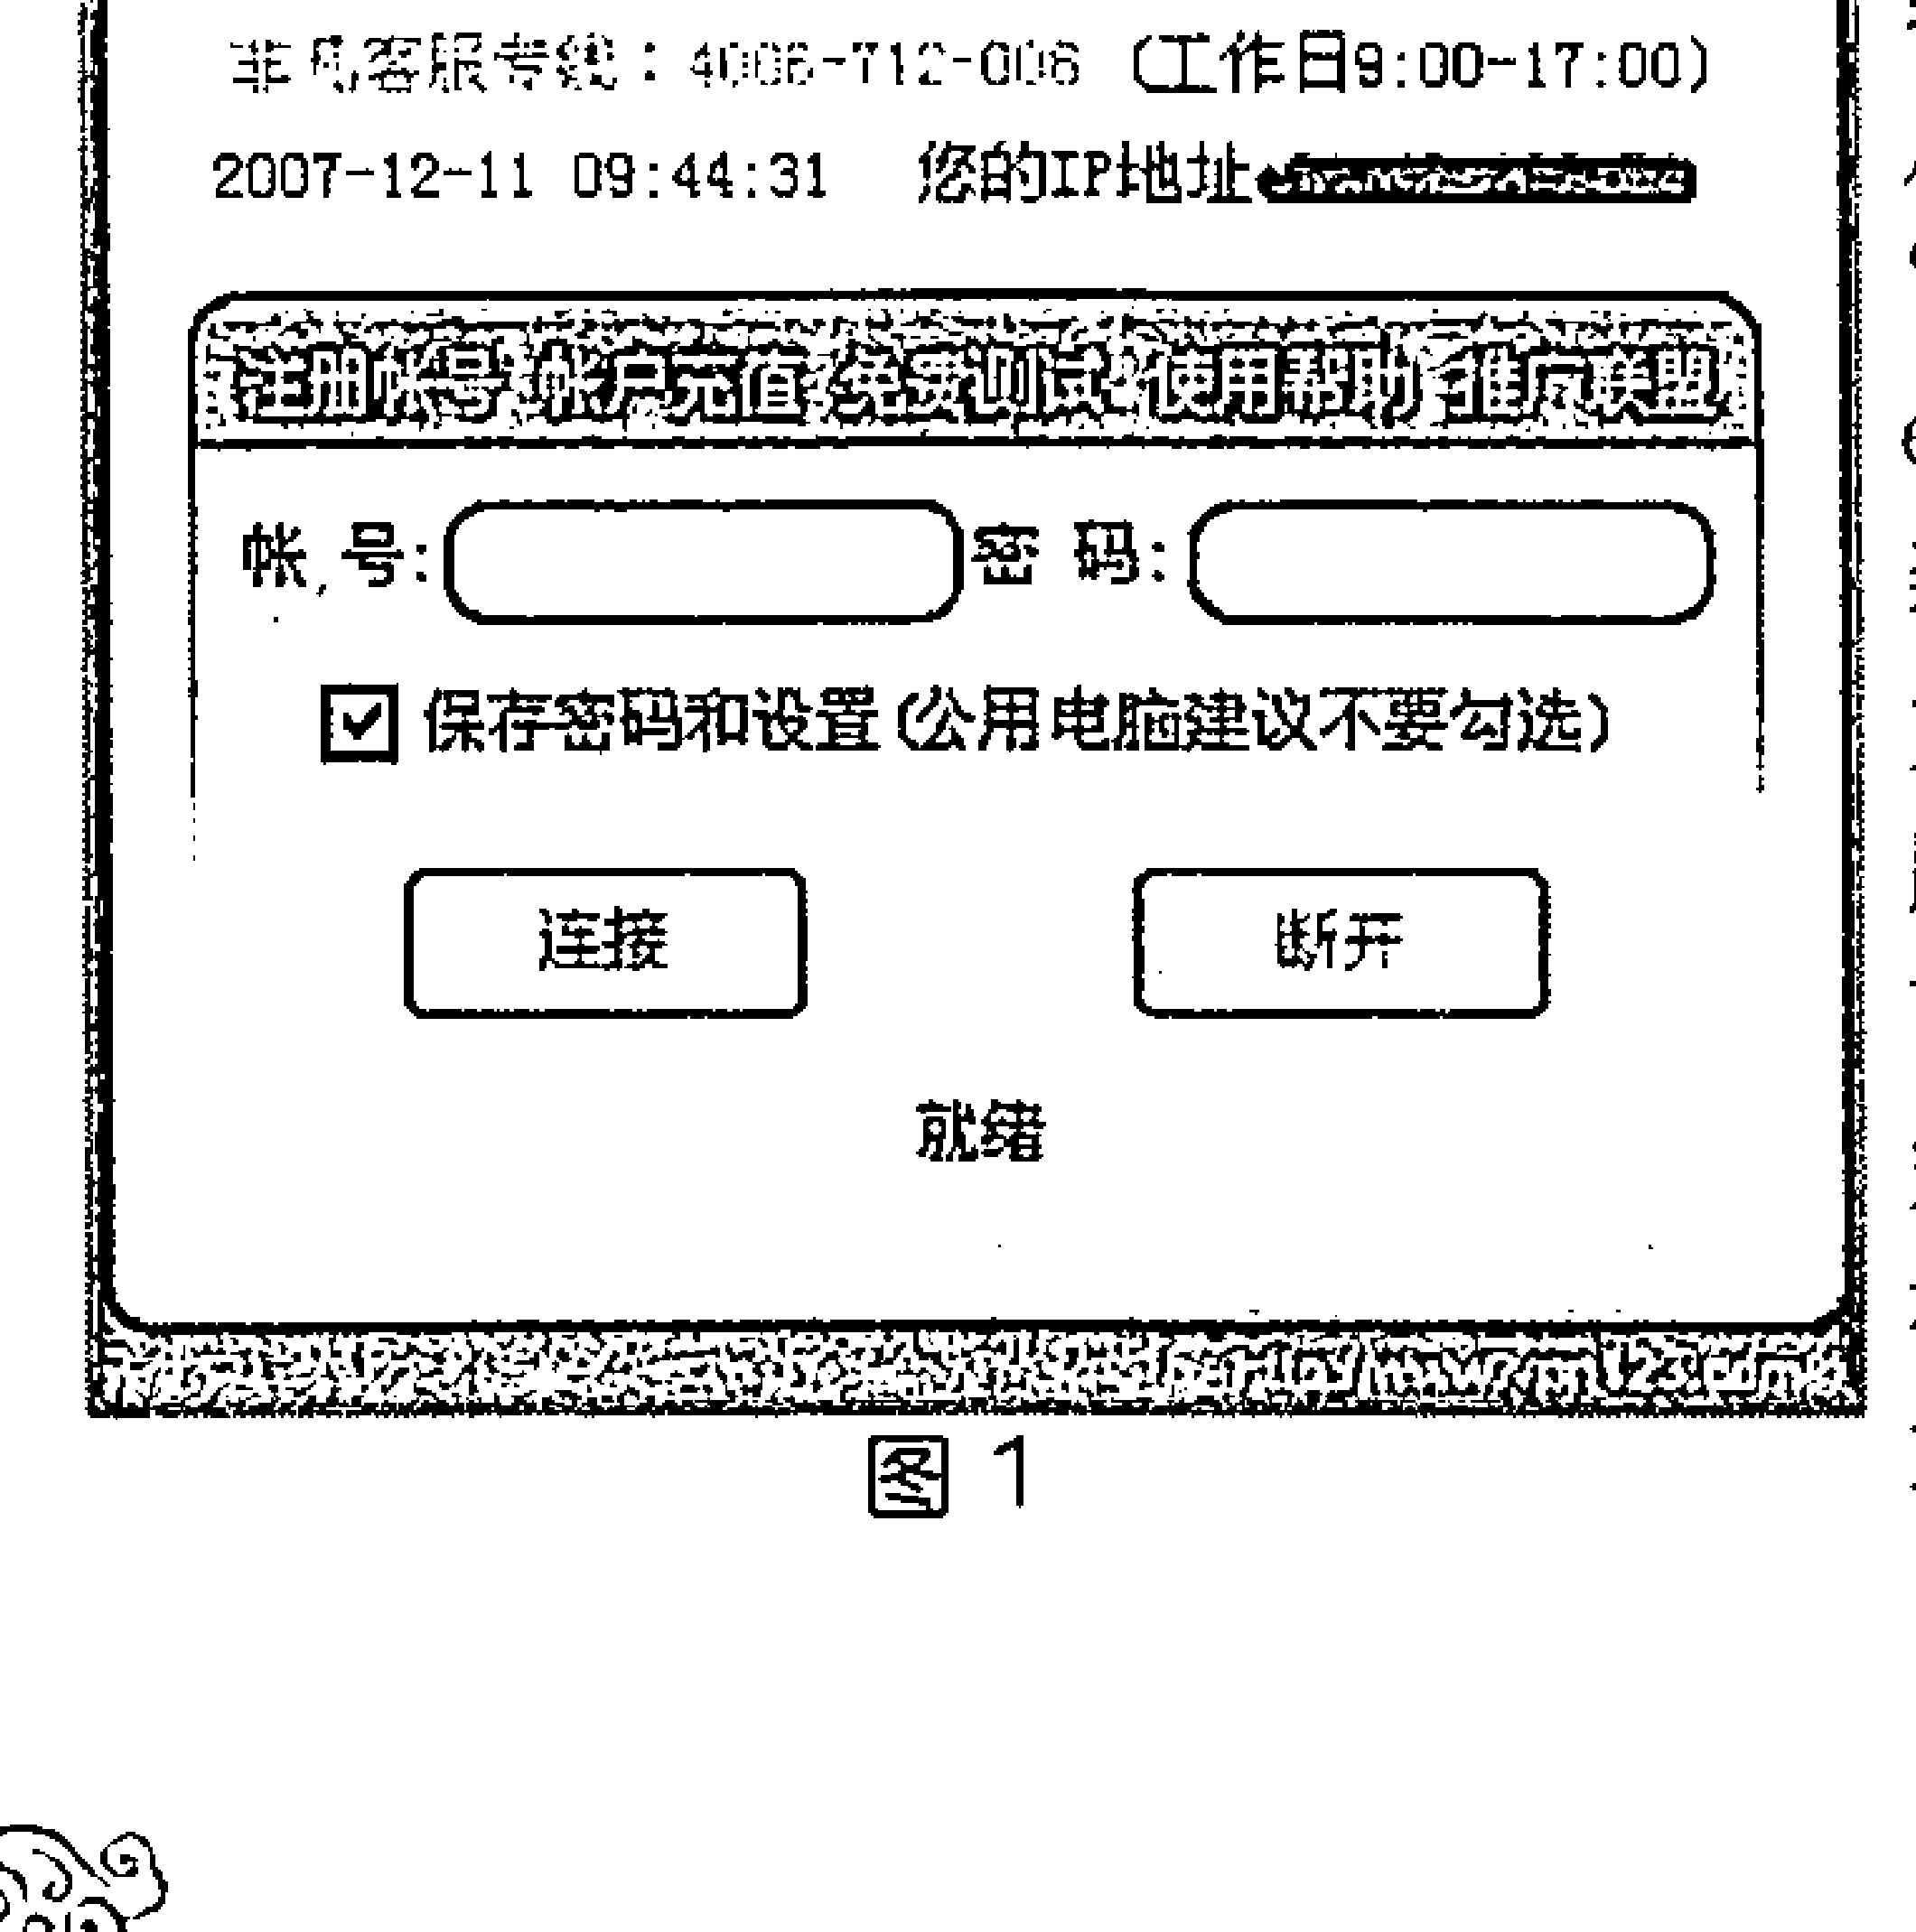 非凡客服专线：4006-712-006 (工作日9:00-17:00)
2007-12-11 09:44:31 您的IP地址
注册帐号 帐户充值 免费测试 使用帮助 推广联盟
帐 号: 密 码:
保存密码和设置(公用电脑建议不要勾选)
连接 断开
就绪
图 1